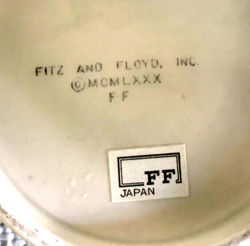 FITZ AND FLOYD, INC.
©MCMLXXX
FF
FF
JAPAN